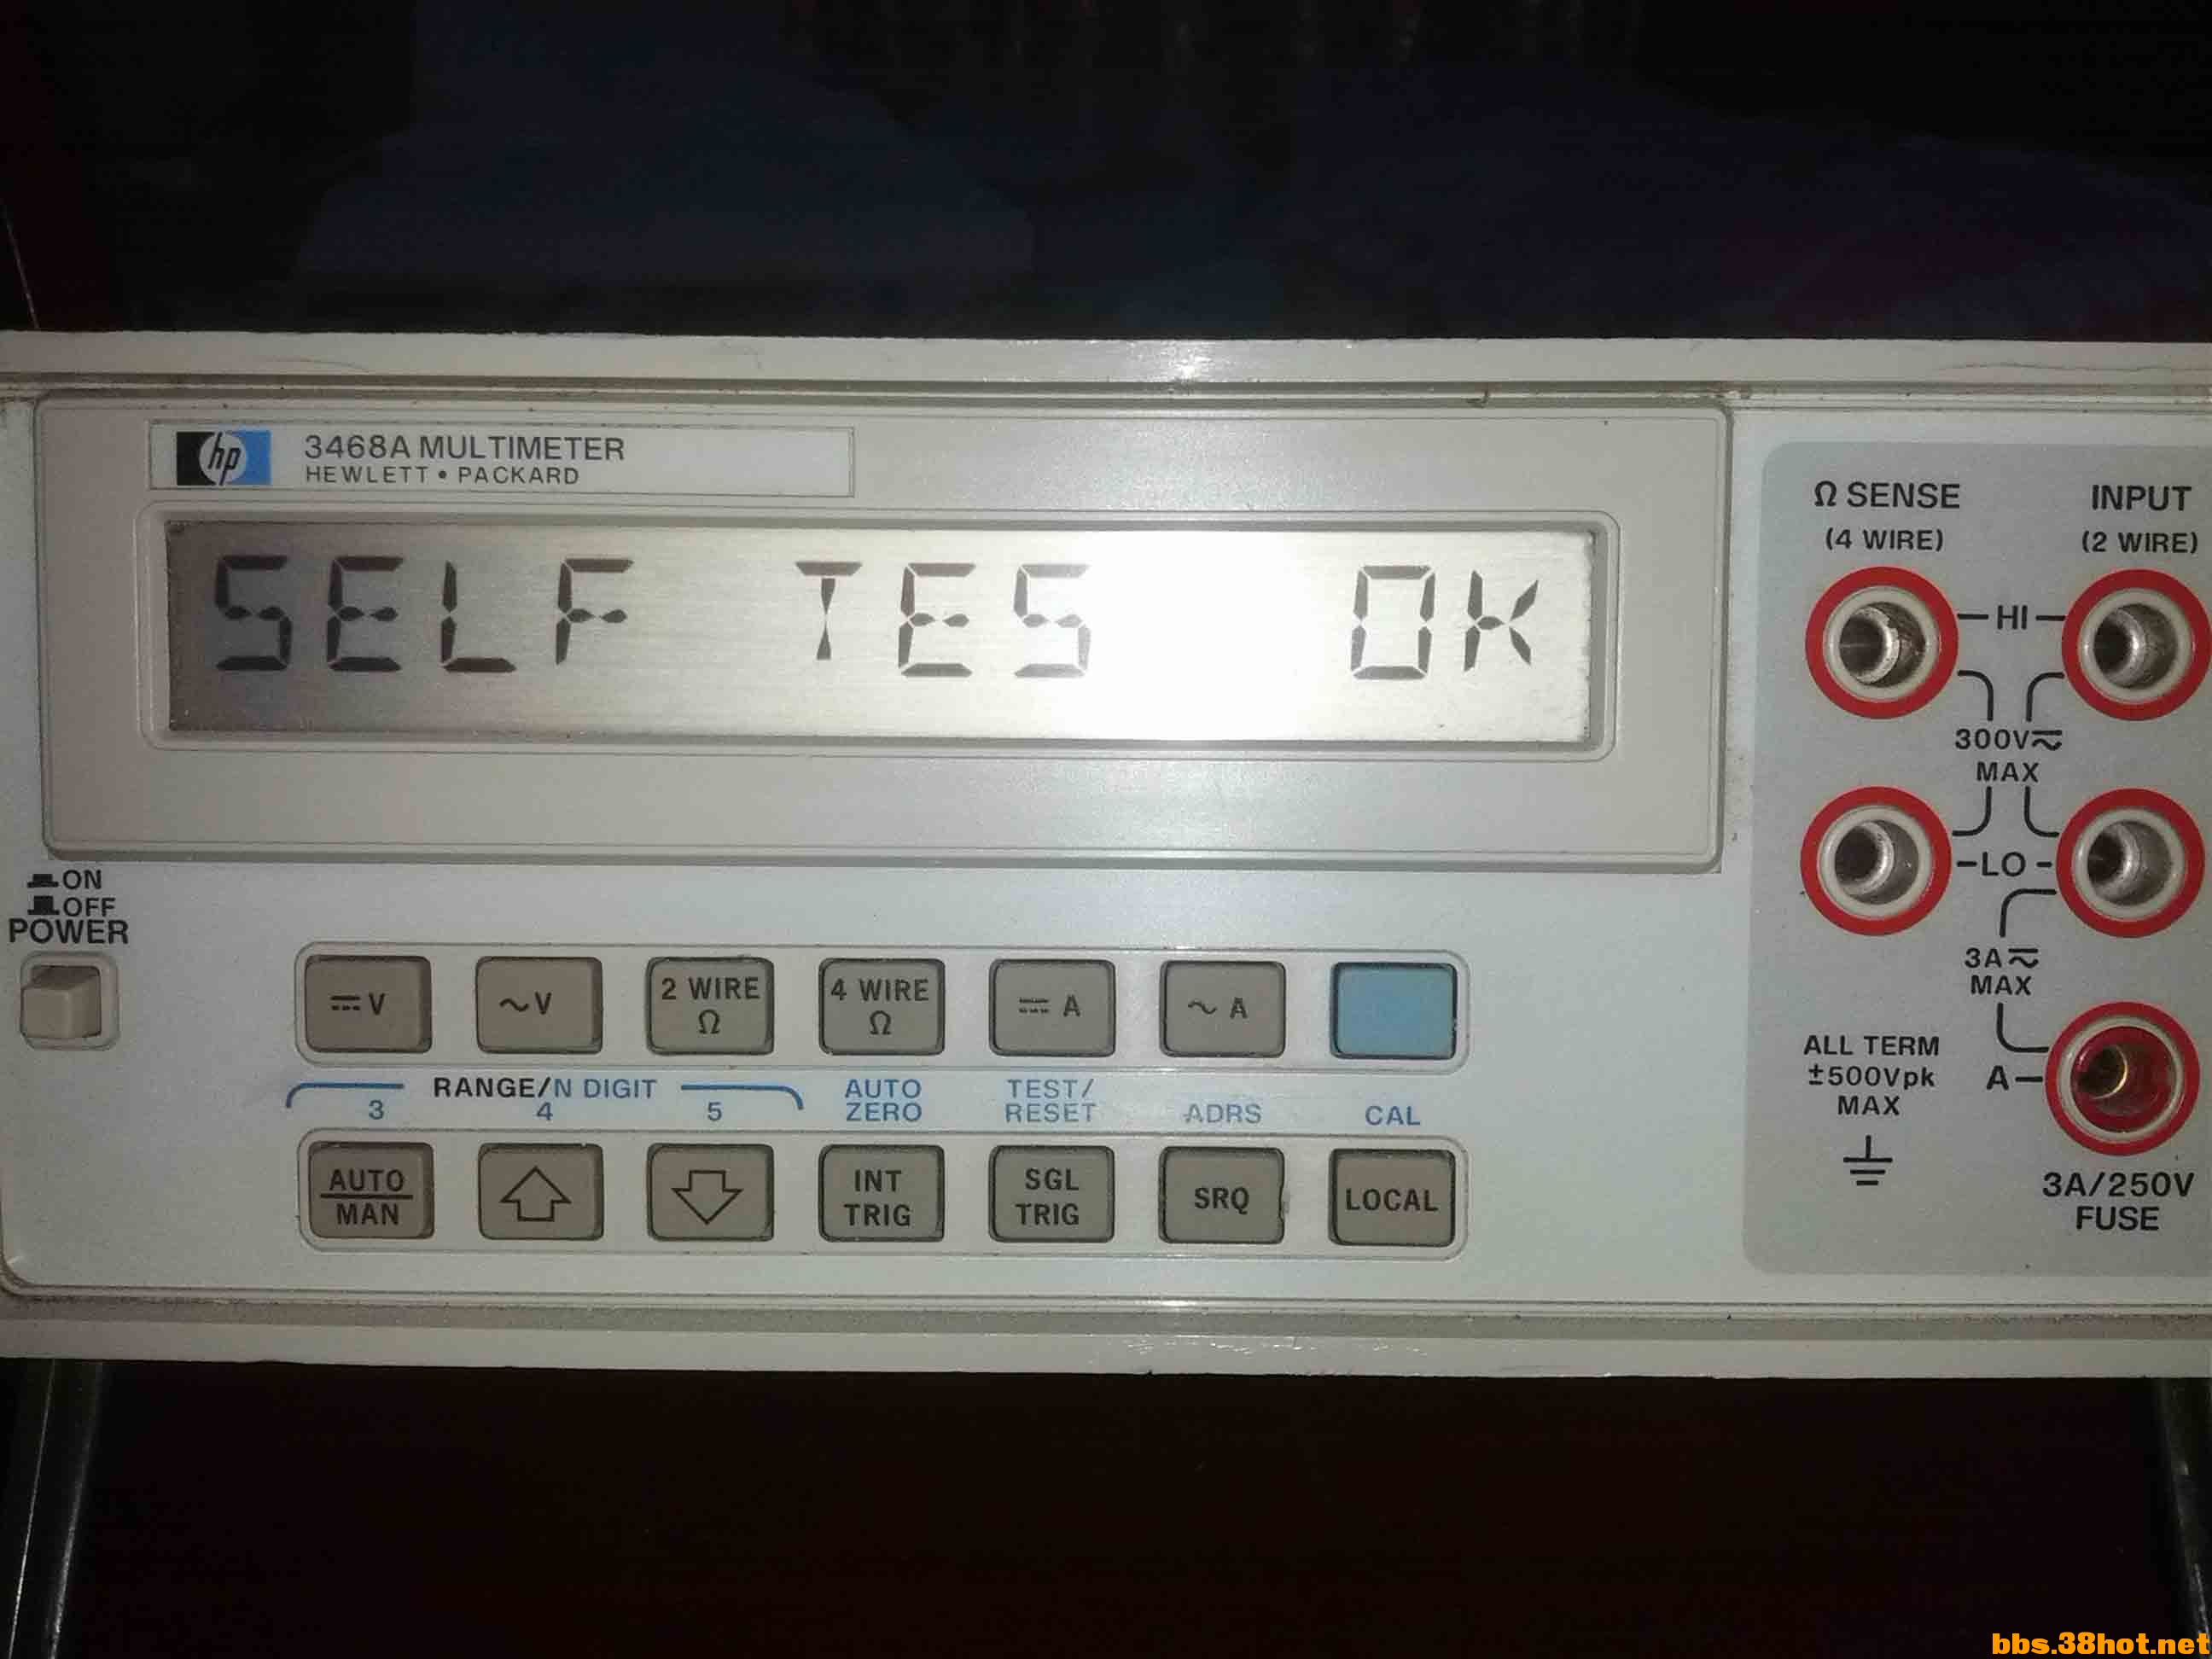 hp
3468A MULTIMETER
HEWLETT • PACKARD
SELF TES OK
ON
OFF
POWER
⎓V
~V
2 WIRE
Ω
4 WIRE
Ω
⎓ A
~ A
RANGE/N DIGIT
3 4 5
AUTO
ZERO
TEST/
RESET
ADRS
CAL
AUTO
MAN
INT
TRIG
SGL
TRIG
SRQ
LOCAL
Ω SENSE
(4 WIRE)
INPUT
(2 WIRE)
HI
300V⎓~
MAX
LO
3A⎓~
MAX
ALL TERM
±500Vpk
MAX
A
3A/250V
FUSE
bbs.38hot.net